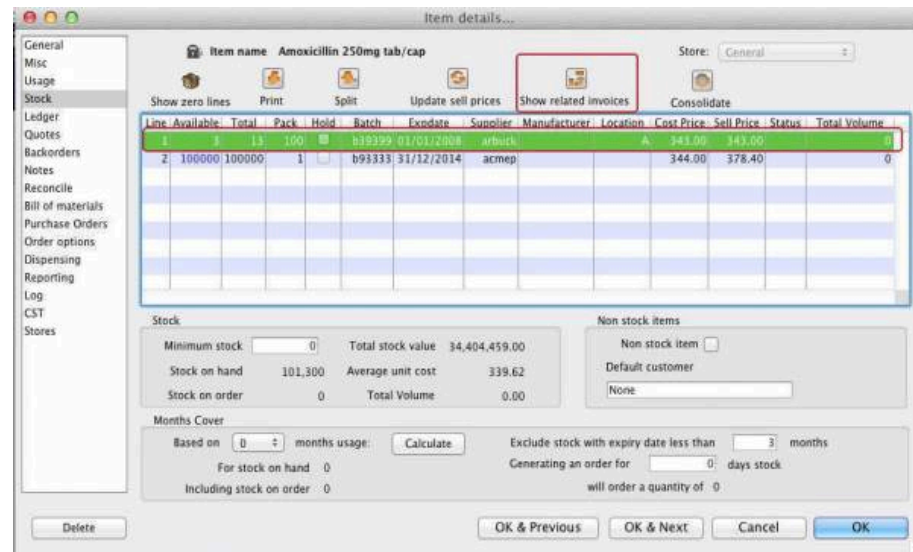 Item details...
General
Misc
Usage
Stock
Ledger
Quotes
Backorders
Notes
Reconcile
Bill of materials
Purchase Orders
Order options
Dispensing
Reporting
Log
CST
Stores
Item name Amoxicillin 250mg tab/cap
Store: General
Show zero lines Print Split Update sell prices Show related invoices Consolidate
Line Available Total Pack Hold Batch Expdate Supplier Manufacturer Location Cost Price Sell Price Status Total Volume
1 3 13 100 b39399 01/01/2008 arbuck A 343.00 343.00 0
2 100000 100000 1 b93333 31/12/2014 acmep 344.00 378.40 0
Stock
Minimum stock 0 Total stock value 34,404,459.00
Stock on hand 101,300 Average unit cost 339.62
Stock on order 0 Total Volume 0.00
Non stock items
Non stock item
Default customer
None
Months Cover
Based on 0 months usage: Calculate
For stock on hand 0
Including stock on order 0
Exclude stock with expiry date less than 3 months
Generating an order for 0 days stock
will order a quantity of 0
Delete OK & Previous OK & Next Cancel OK